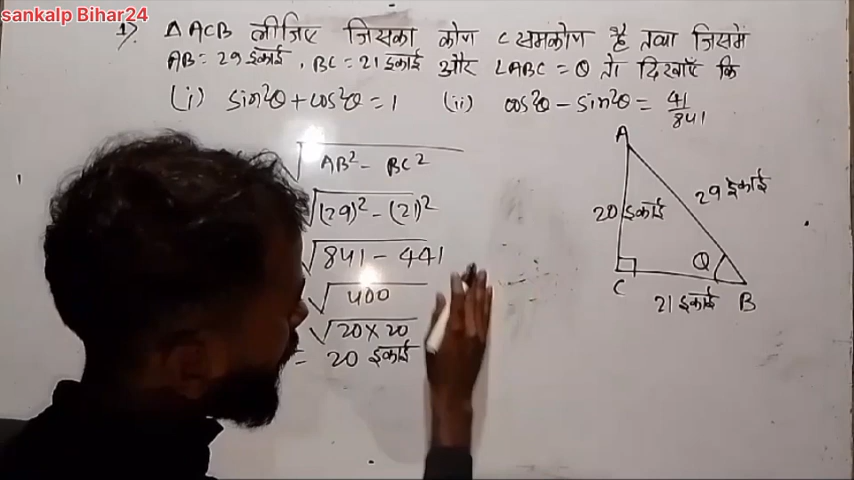 sankalp Bihar24
1). △ACB लीजिए जिसका कोण C समकोण है तथा जिसमें
AB = 29 इकाई, BC = 21 इकाई और ∠ABC = θ तो दिखाएँ कि
(i) sin²θ + cos²θ = 1 (ii) cos²θ - sin²θ = 41/841
√AB² - BC²
√(29)² - (21)²
√841 - 441
√400
√20×20
= 20 इकाई
A
20 इकाई
29 इकाई
θ
C
21 इकाई
B